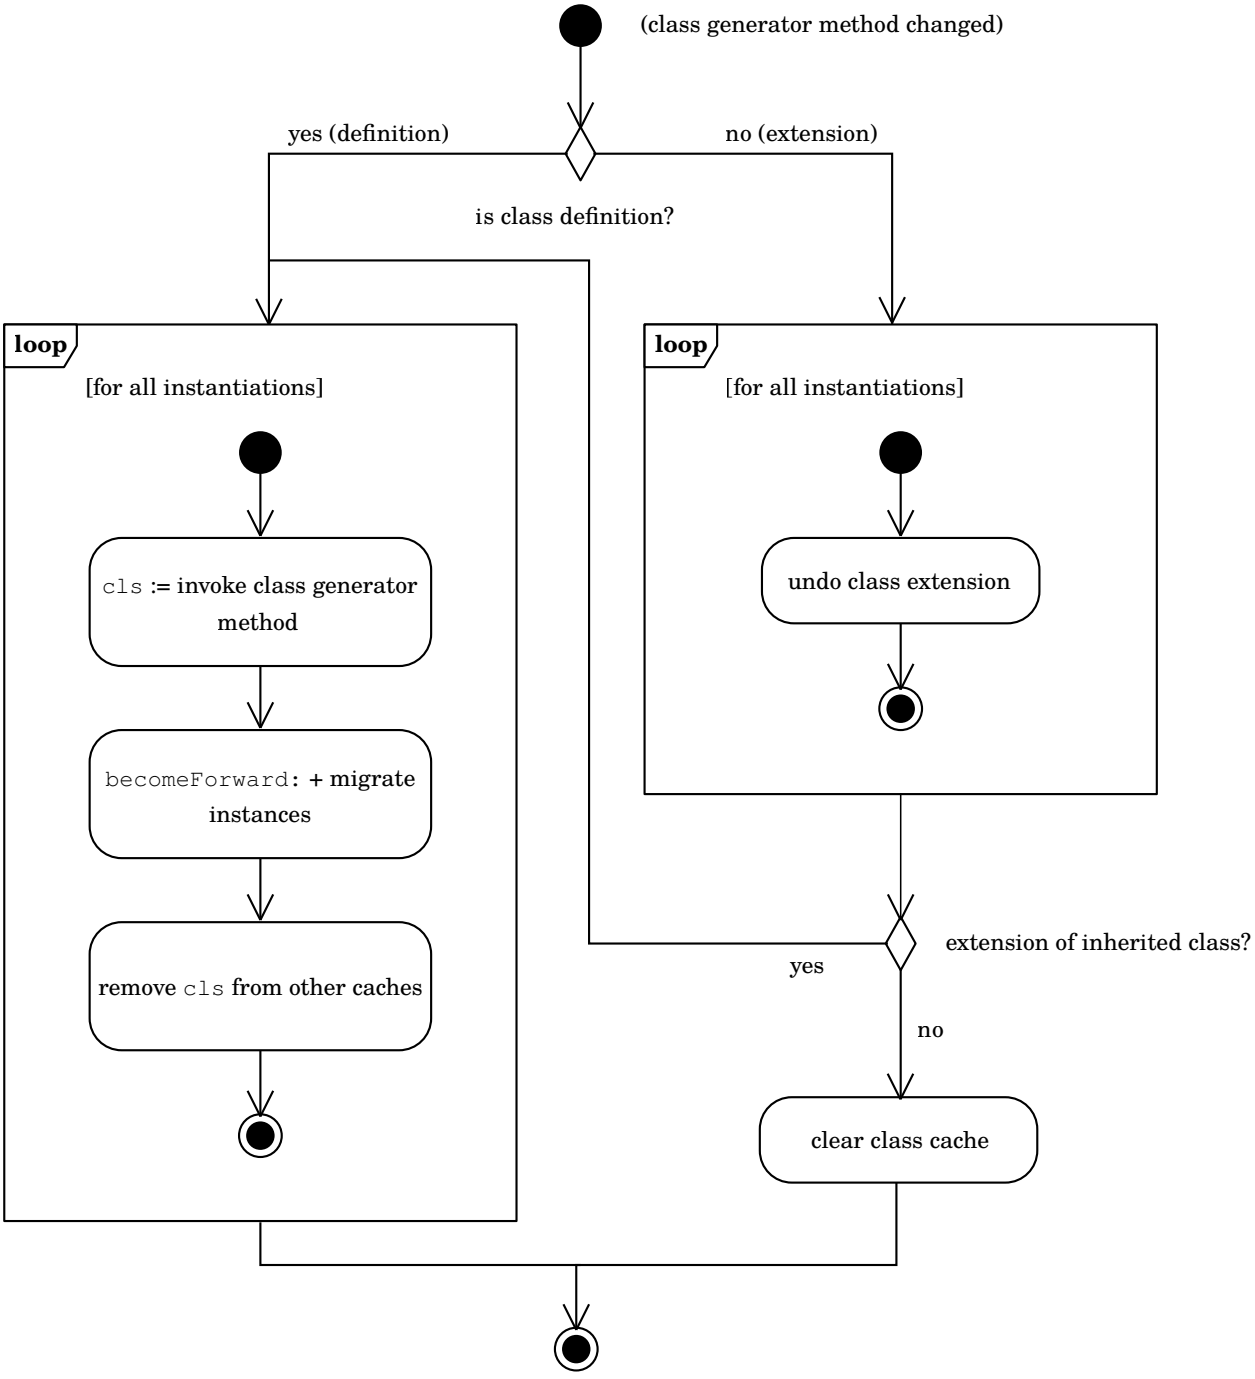 (class generator method changed)
yes (definition)
no (extension)
is class definition?
loop
[for all instantiations]
cls := invoke class generator
method
becomeForward: + migrate
instances
remove cls from other caches
loop
[for all instantiations]
undo class extension
extension of inherited class?
yes
no
clear class cache